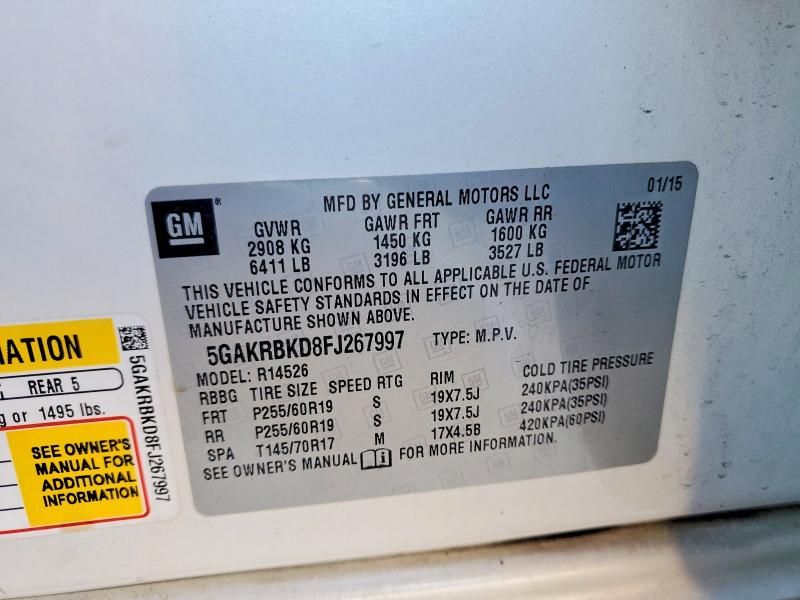 GM ®
MFD BY GENERAL MOTORS LLC
01/15
GVWR GAWR FRT GAWR RR
2908 KG 1450 KG 1600 KG
6411 LB 3196 LB 3527 LB
THIS VEHICLE CONFORMS TO ALL APPLICABLE U.S. FEDERAL MOTOR
VEHICLE SAFETY STANDARDS IN EFFECT ON THE DATE OF
MANUFACTURE SHOWN ABOVE.
5GAKRBKD8FJ267997 TYPE: M.P.V.
MODEL: R14526
RBBG TIRE SIZE SPEED RTG RIM COLD TIRE PRESSURE
FRT P255/60R19 S 19X7.5J 240KPA(35PSI)
RR P255/60R19 S 19X7.5J 240KPA(35PSI)
SPA T145/70R17 M 17X4.5B 420KPA(60PSI)
SEE OWNER'S MANUAL i FOR MORE INFORMATION.
MATION
REAR 5
or 1495 lbs.
SEE OWNER'S
MANUAL FOR
ADDITIONAL
INFORMATION
5GAKRBKD8FJ267997